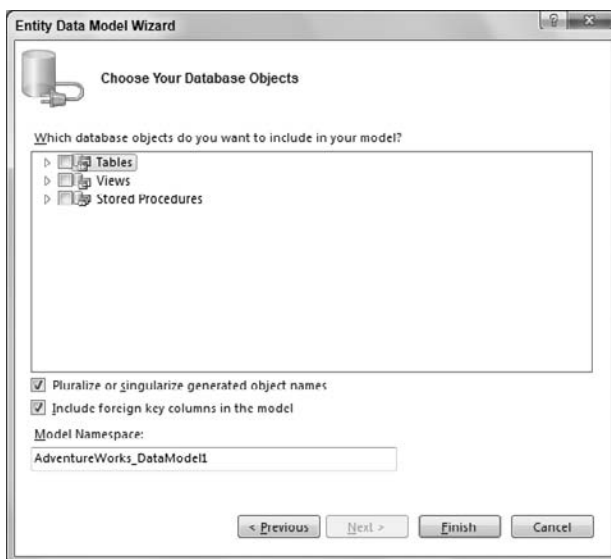 Entity Data Model Wizard
Choose Your Database Objects
Which database objects do you want to include in your model?
Tables
Views
Stored Procedures
Pluralize or singularize generated object names
Include foreign key columns in the model
Model Namespace:
AdventureWorks_DataModel1
< Previous
Next >
Finish
Cancel